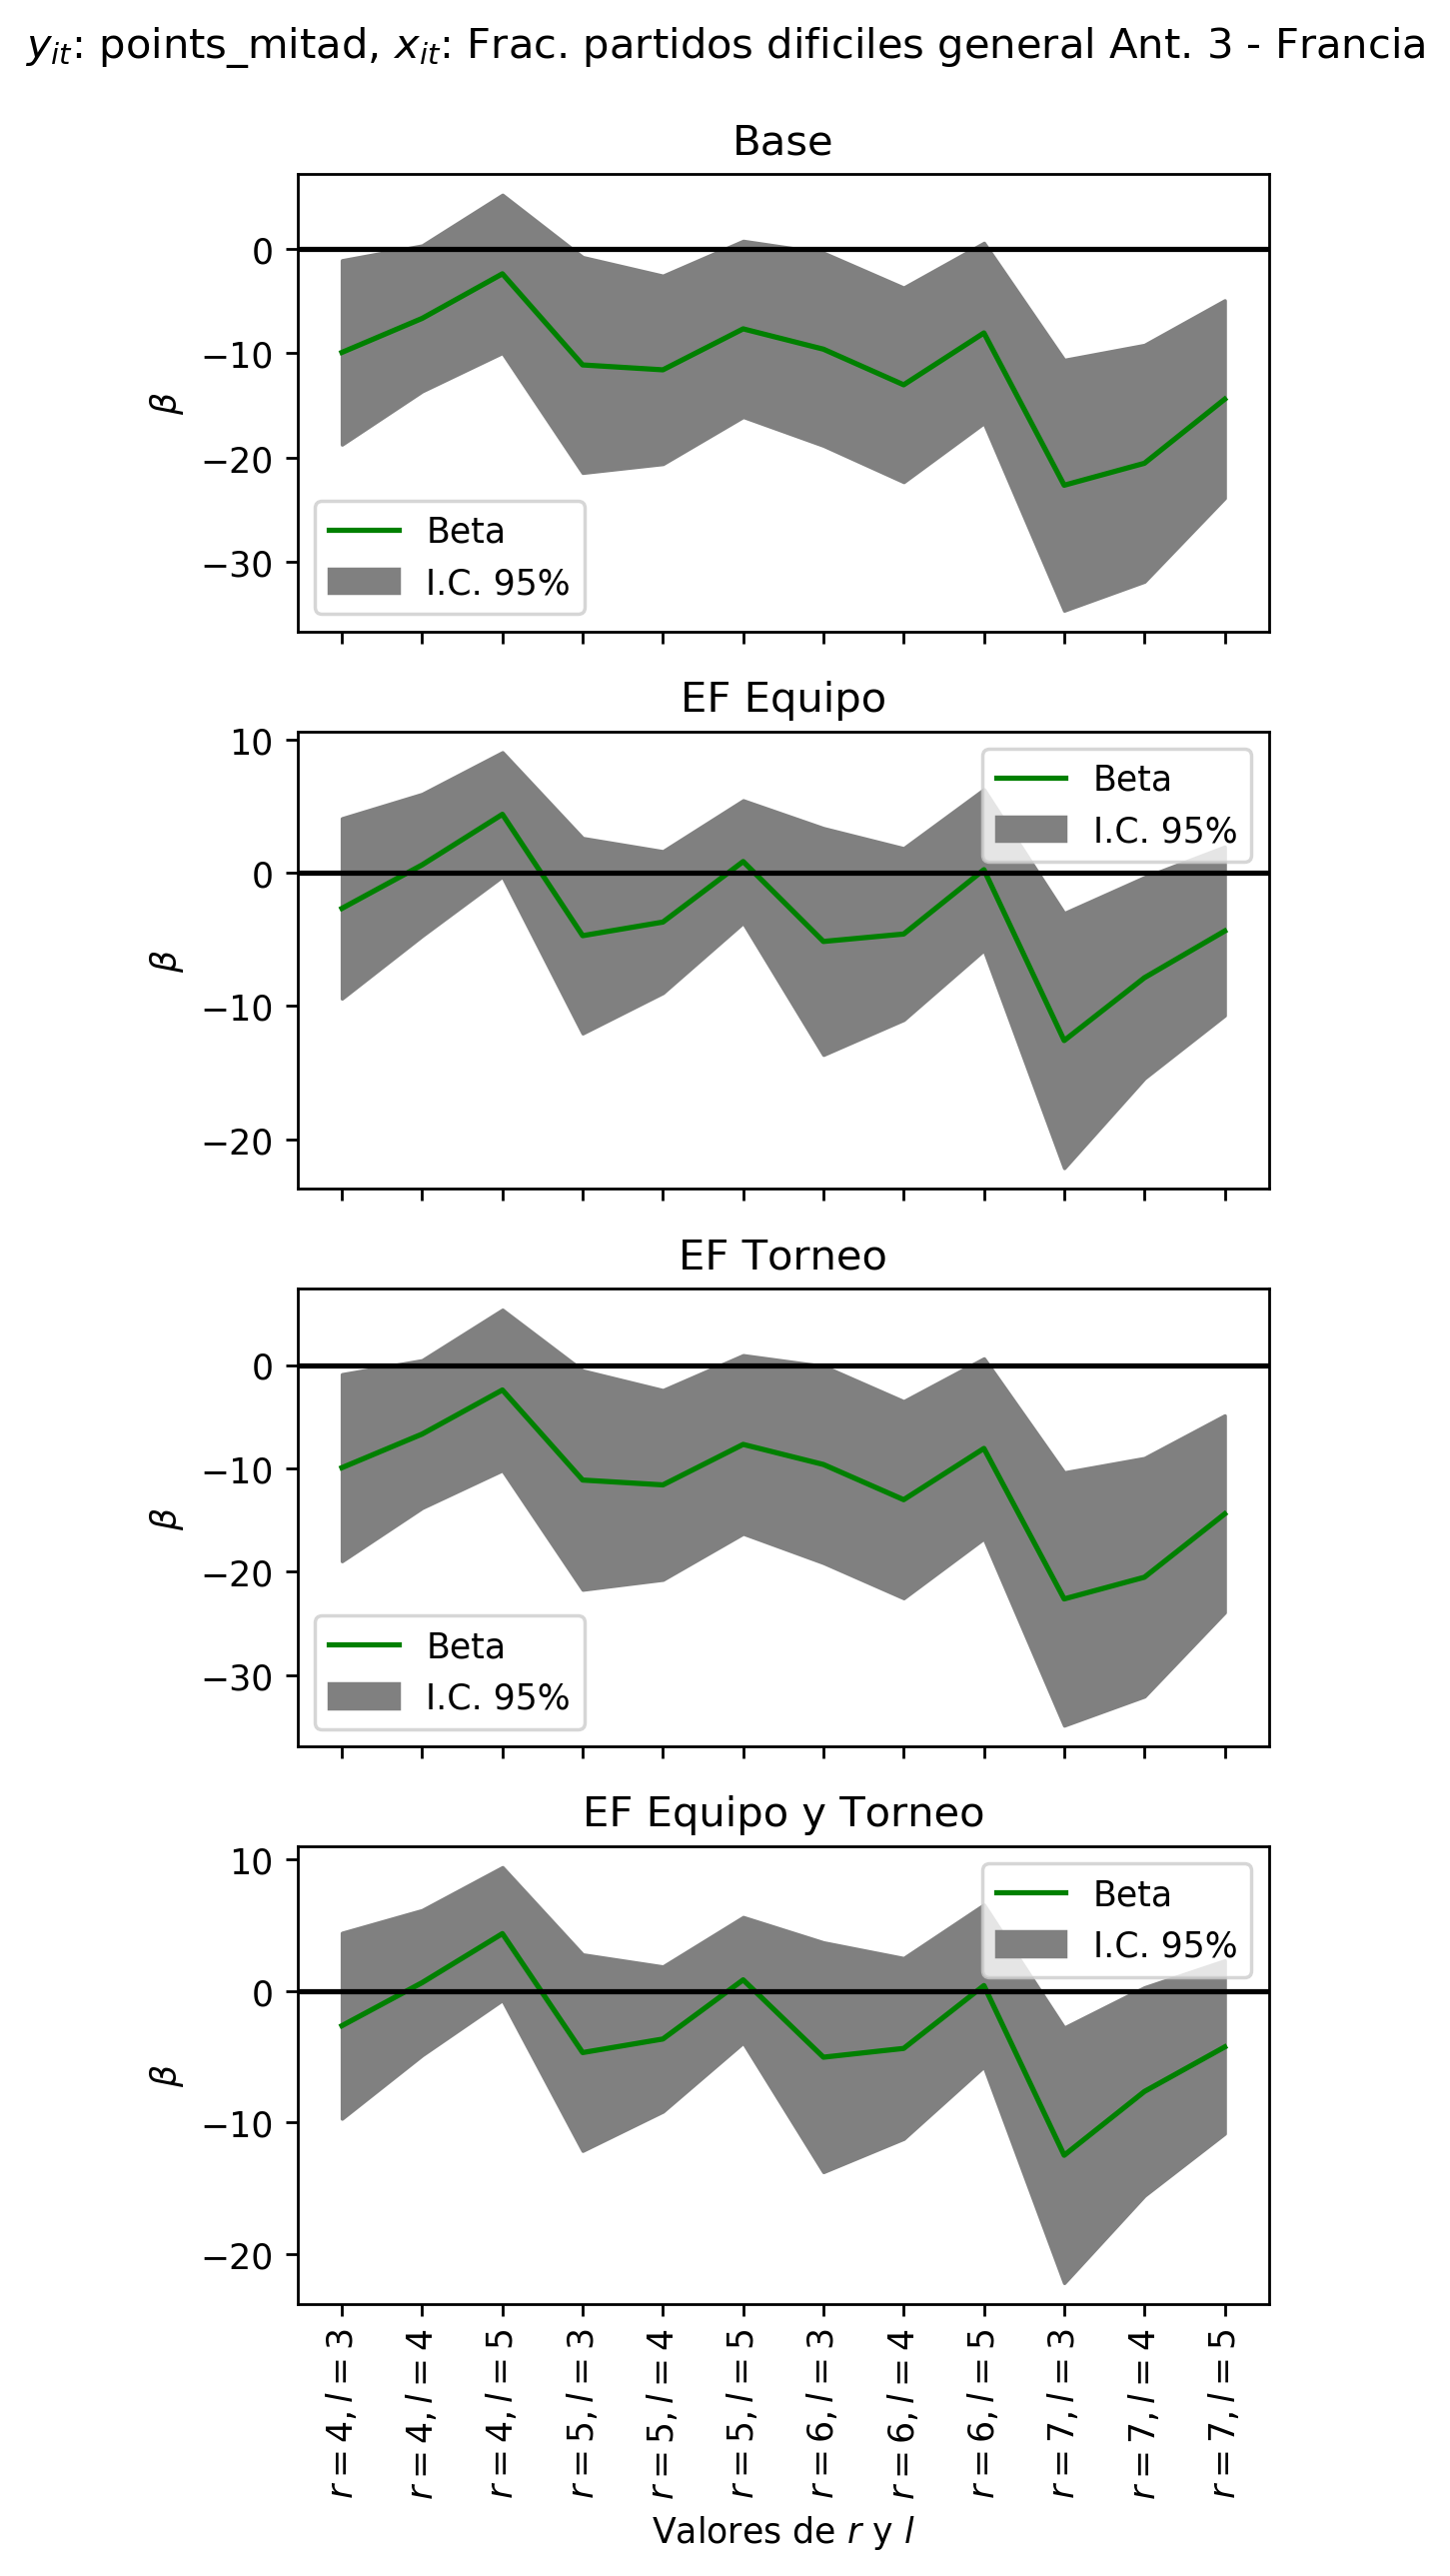 y_it: points_mitad, x_it: Frac. partidos dificiles general Ant. 3 - Francia
Base
0
−10
−20
−30
β
Beta
I.C. 95%
EF Equipo
10
0
−10
−20
β
Beta
I.C. 95%
EF Torneo
0
−10
−20
−30
β
Beta
I.C. 95%
EF Equipo y Torneo
10
0
−10
−20
β
Beta
I.C. 95%
r = 4, l = 3
r = 4, l = 4
r = 4, l = 5
r = 5, l = 3
r = 5, l = 4
r = 5, l = 5
r = 6, l = 3
r = 6, l = 4
r = 6, l = 5
r = 7, l = 3
r = 7, l = 4
r = 7, l = 5
Valores de r y l